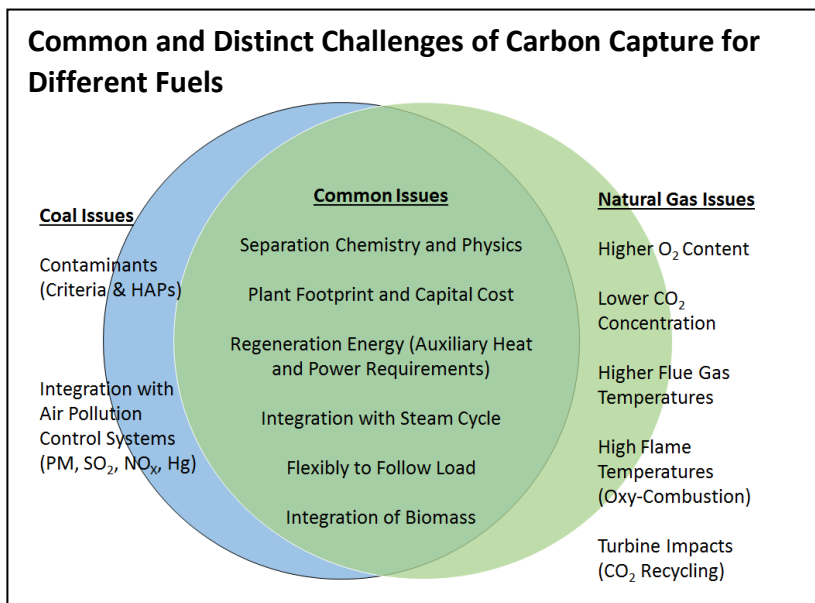 Common and Distinct Challenges of Carbon Capture for
Different Fuels
Coal Issues
Contaminants
(Criteria & HAPs)
Integration with
Air Pollution
Control Systems
(PM, SO₂, NOₓ, Hg)
Common Issues
Separation Chemistry and Physics
Plant Footprint and Capital Cost
Regeneration Energy (Auxiliary Heat
and Power Requirements)
Integration with Steam Cycle
Flexibly to Follow Load
Integration of Biomass
Natural Gas Issues
Higher O₂ Content
Lower CO₂
Concentration
Higher Flue Gas
Temperatures
High Flame
Temperatures
(Oxy-Combustion)
Turbine Impacts
(CO₂ Recycling)